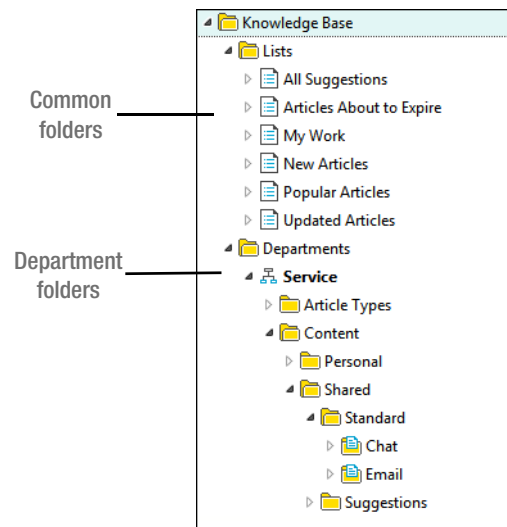 Knowledge Base
Lists
All Suggestions
Articles About to Expire
My Work
New Articles
Popular Articles
Updated Articles
Departments
Service
Article Types
Content
Personal
Shared
Standard
Chat
Email
Suggestions
Common
folders
Department
folders